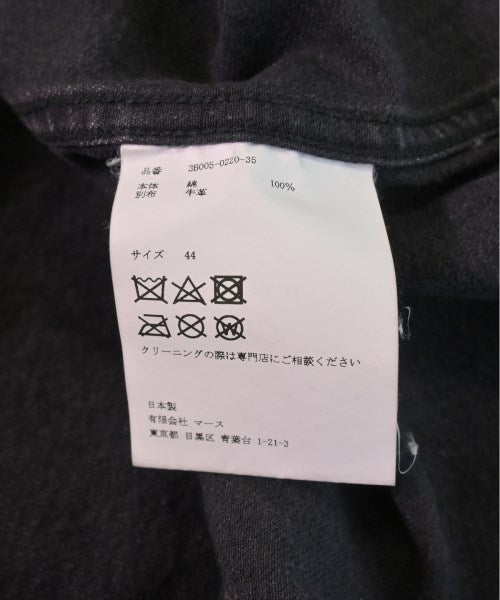 品番 3B005-0220-35
本体 綿 100%
別布 牛革
サイズ 44
クリーニングの際は専門店にご相談ください
日本製
有限会社 マース
東京都 目黒区 青葉台 1-21-3